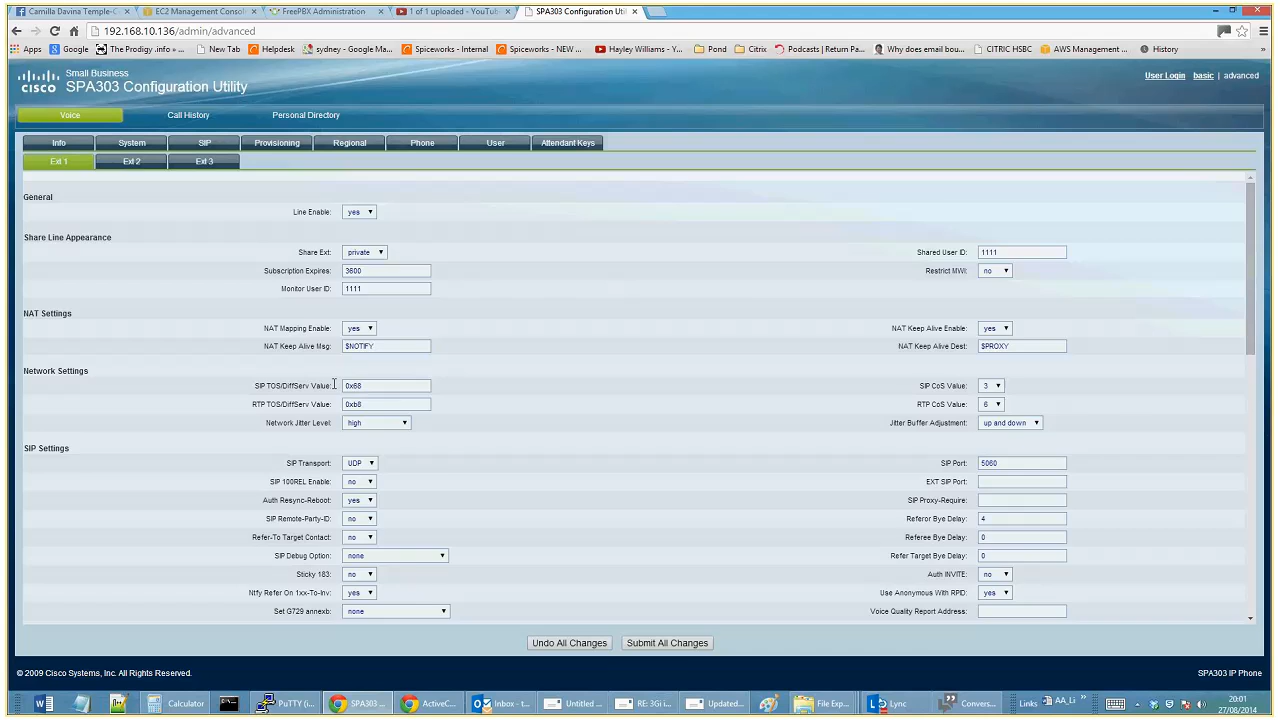 Camilla Davina Temple-C EC2 Management Consol FreePBX Administration 1 of 1 uploaded - YouTub SPA303 Configuration Util
192.168.10.136/admin/advanced
Apps Google The Prodigy .info » New Tab Helpdesk sydney - Google Ma... Spiceworks - Internal Spiceworks - NEW ... Hayley Williams - Yo... Pond Citrix Podcasts | Return Pa... Why does email bou... CITRIC HSBC AWS Management ... History
Small Business
cisco SPA303 Configuration Utility
User Login basic | advanced
Voice Call History Personal Directory
Info System SIP Provisioning Regional Phone User Attendant Keys
Ext 1 Ext 2 Ext 3
General
Line Enable: yes
Share Line Appearance
Share Ext: private Shared User ID: 1111
Subscription Expires: 3600 Restrict MWI: no
Monitor User ID: 1111
NAT Settings
NAT Mapping Enable: yes NAT Keep Alive Enable: yes
NAT Keep Alive Msg: $NOTIFY NAT Keep Alive Dest: $PROXY
Network Settings
SIP TOS/DiffServ Value: 0x68 SIP CoS Value: 3
RTP TOS/DiffServ Value: 0xb8 RTP CoS Value: 6
Network Jitter Level: high Jitter Buffer Adjustment: up and down
SIP Settings
SIP Transport: UDP SIP Port: 5060
SIP 100REL Enable: no EXT SIP Port:
Auth Resync-Reboot: yes SIP Proxy-Require:
SIP Remote-Party-ID: no Referor Bye Delay: 4
Refer-To Target Contact: no Referee Bye Delay: 0
SIP Debug Option: none Refer Target Bye Delay: 0
Sticky 183: no Auth INVITE: no
Ntfy Refer On 1xx-To-Inv: yes Use Anonymous With RPID: yes
Set G729 annexb: none Voice Quality Report Address:
Undo All Changes Submit All Changes
© 2009 Cisco Systems, Inc. All Rights Reserved. SPA303 IP Phone
Calculator PuTTY (i... SPA303 ... ActiveC... Inbox - t... Untitled ... RE: 3Gi i... Updated... File Exp... Lync Convers... Links AA_Li 20:01
27/08/2014